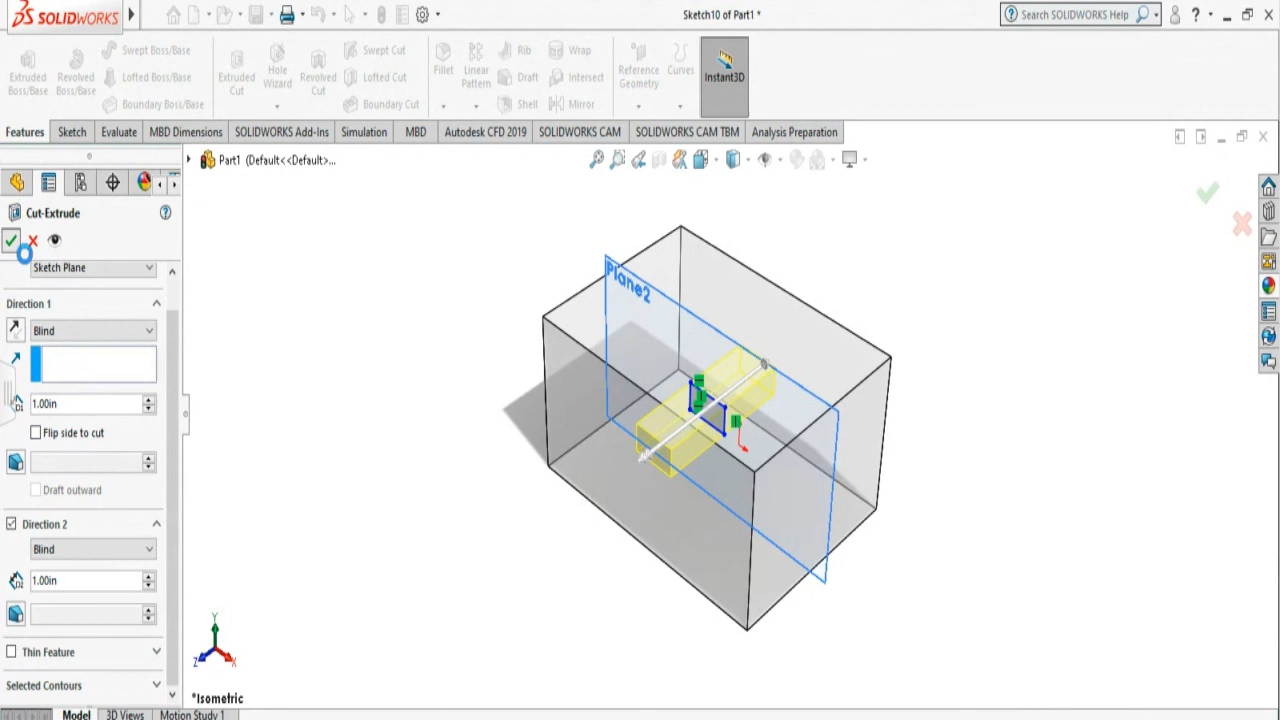 SOLIDWORKS
Sketch10 of Part1 *
Search SOLIDWORKS Help
?
Extruded Boss/Base
Revolved Boss/Base
Swept Boss/Base
Lofted Boss/Base
Boundary Boss/Base
Extruded Cut
Hole Wizard
Revolved Cut
Swept Cut
Lofted Cut
Boundary Cut
Fillet
Linear Pattern
Rib
Draft
Shell
Wrap
Intersect
Mirror
Reference Geometry
Curves
Instant3D
Features
Sketch
Evaluate
MBD Dimensions
SOLIDWORKS Add-Ins
Simulation
MBD
Autodesk CFD 2019
SOLIDWORKS CAM
SOLIDWORKS CAM TBM
Analysis Preparation
Part1 (Default<<Default>...
Cut-Extrude
Sketch Plane
Direction 1
Blind
1.00in
Flip side to cut
Draft outward
Direction 2
Blind
1.00in
Thin Feature
Selected Contours
Plane2
Y
Z
X
*Isometric
Model
3D Views
Motion Study 1